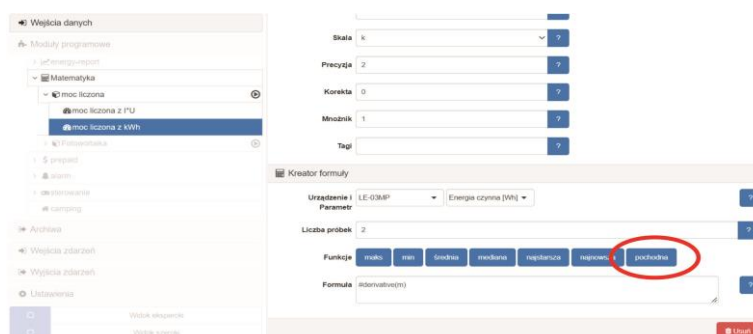 Wejścia danych
Moduły programowe
energy-report
Matematyka
moc liczona
moc liczona z I*U
moc liczona z kWh
Fotowoltaika
$ prepaid
alarm
sterowanie
camping
Archiwa
Wejścia zdarzeń
Wyjścia zdarzeń
Ustawienia
Widok ekspercki
Skala k ?
Precyzja 2 ?
Korekta 0 ?
Mnożnik 1 ?
Tagi ?
Kreator formuły
Urządzenie i Parametr LE-03MP Energia czynna [Wh] ?
Liczba próbek 2 ?
Funkcje maks min średnia mediana najstarsza najnowsza pochodna
Formuła #derivative(m) ?
Usuń